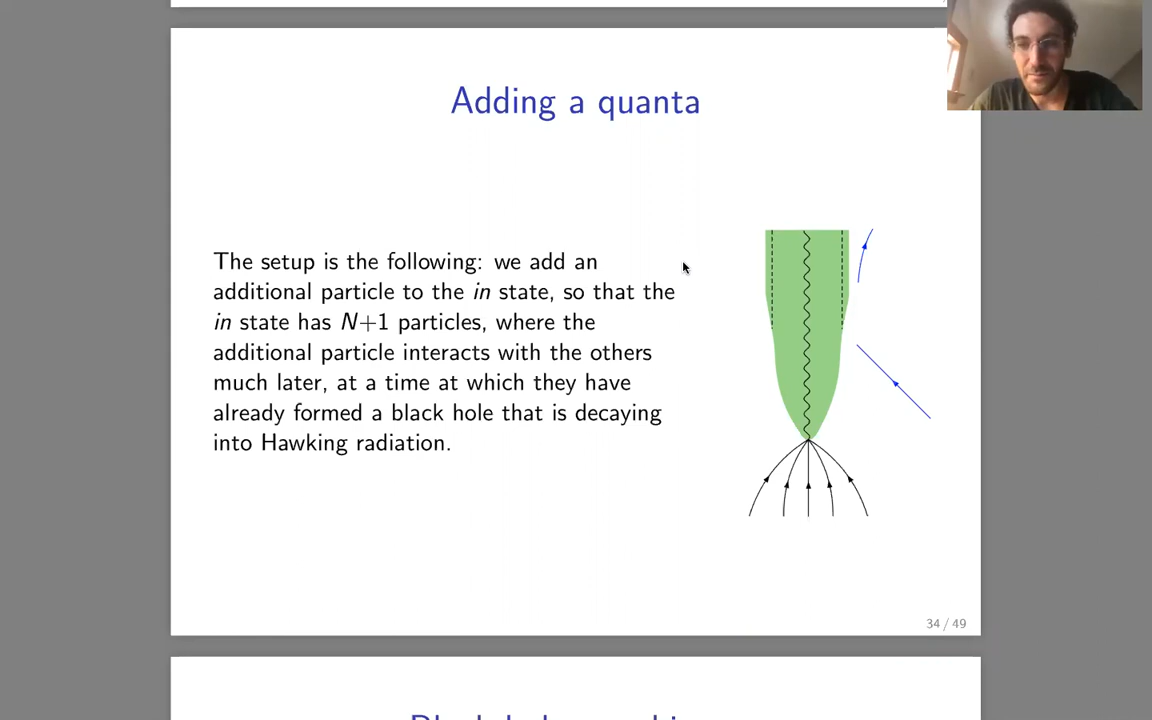 Adding a quanta
The setup is the following: we add an
additional particle to the in state, so that the
in state has N+1 particles, where the
additional particle interacts with the others
much later, at a time at which they have
already formed a black hole that is decaying
into Hawking radiation.
34 / 49